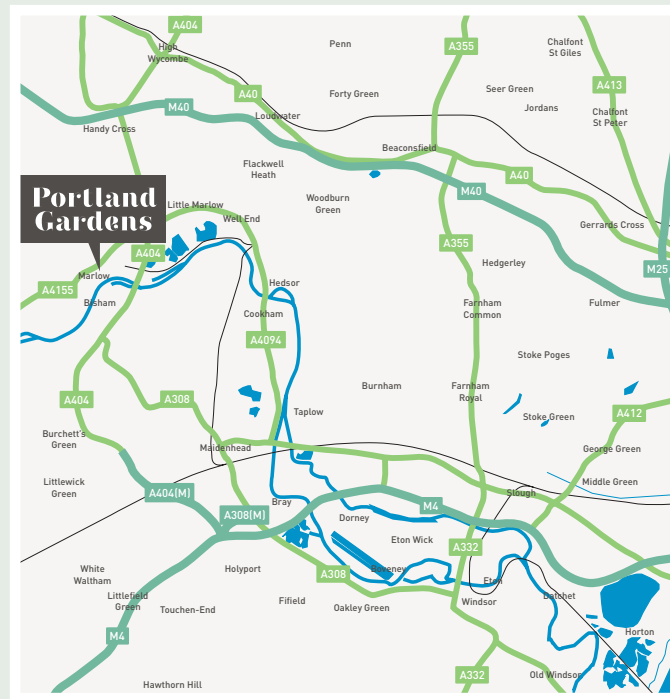 A404
High
Wycombe
Penn
A355
Chalfont
St Giles
A413
A40
Forty Green
Seer Green
Jordans
Chalfont
St Peter
M40
Loudwater
Handy Cross
Beaconsfield
Flackwell
Heath
A40
M40
Portland
Gardens
Little Marlow
Woodburn
Green
Well End
Gerrards Cross
A404
A355
Hedgerley
M25
Marlow
A4155
Bisham
Hedsor
Cookham
Farnham
Common
Fulmer
A4094
Stoke Poges
A404
A308
Burnham
Farnham
Royal
Taplow
Stoke Green
A412
Burchett's
Green
Maidenhead
George Green
Littlewick
Green
A404(M)
Middle Green
Slough
A308(M)
Bray
M4
Dorney
Eton Wick
A332
White
Waltham
Holyport
A308
Boveney
Eton
Littlefield
Green
Touchen-End
Fifield
Oakley Green
Windsor
Datchet
M4
Horton
Hawthorn Hill
A332
Old Windsor